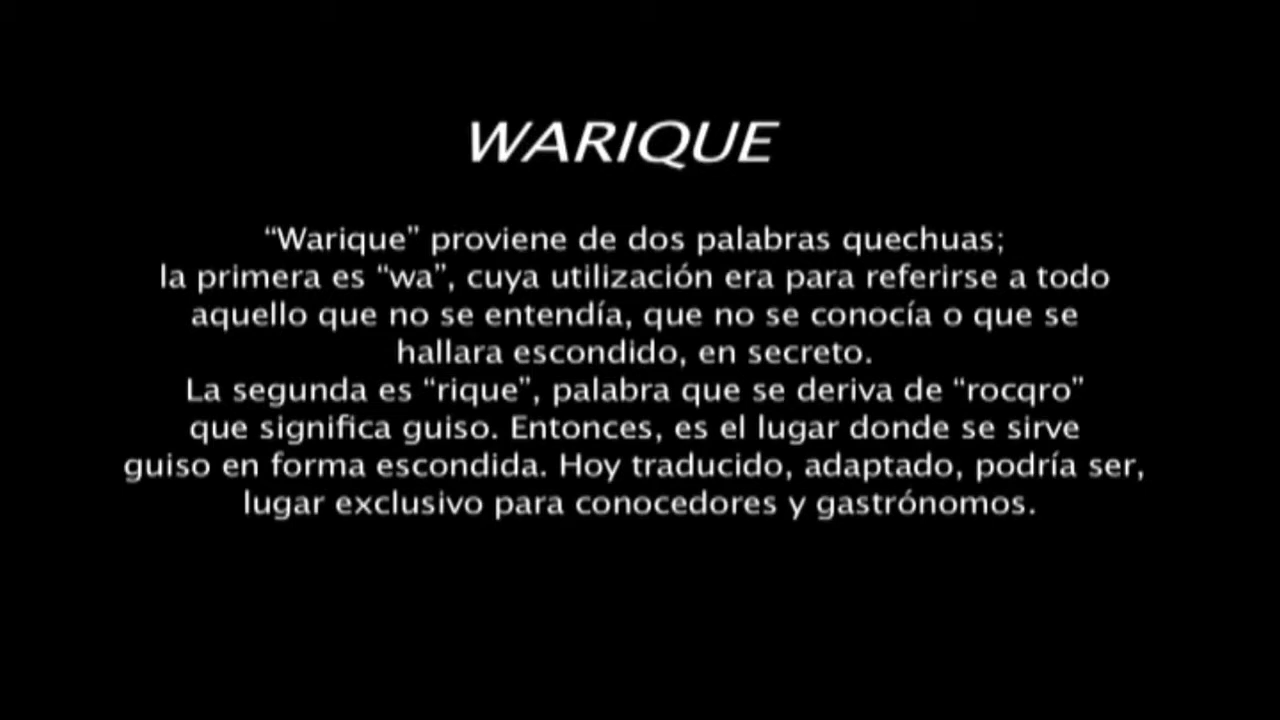 WARIQUE
“Warique” proviene de dos palabras quechuas;
la primera es “wa”, cuya utilización era para referirse a todo
aquello que no se entendía, que no se conocía o que se
hallara escondido, en secreto.
La segunda es “rique”, palabra que se deriva de “rocqro”
que significa guiso. Entonces, es el lugar donde se sirve
guiso en forma escondida. Hoy traducido, adaptado, podría ser,
lugar exclusivo para conocedores y gastrónomos.